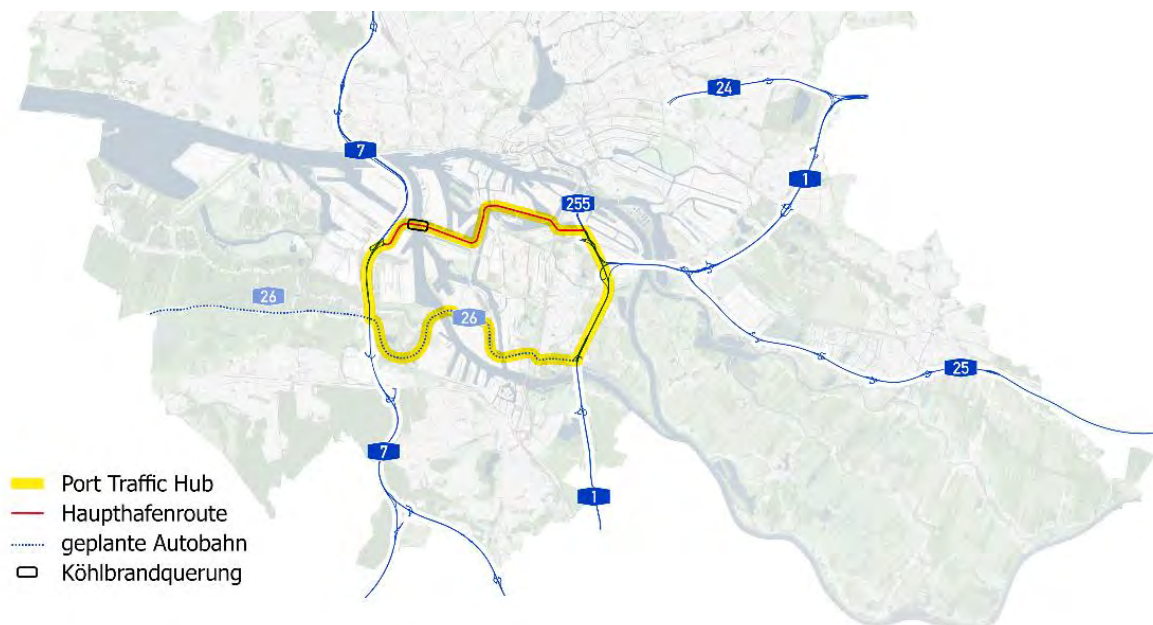 24
7
1
255
26
26
25
7
1
Port Traffic Hub
Haupthafenroute
geplante Autobahn
Köhlbrandquerung